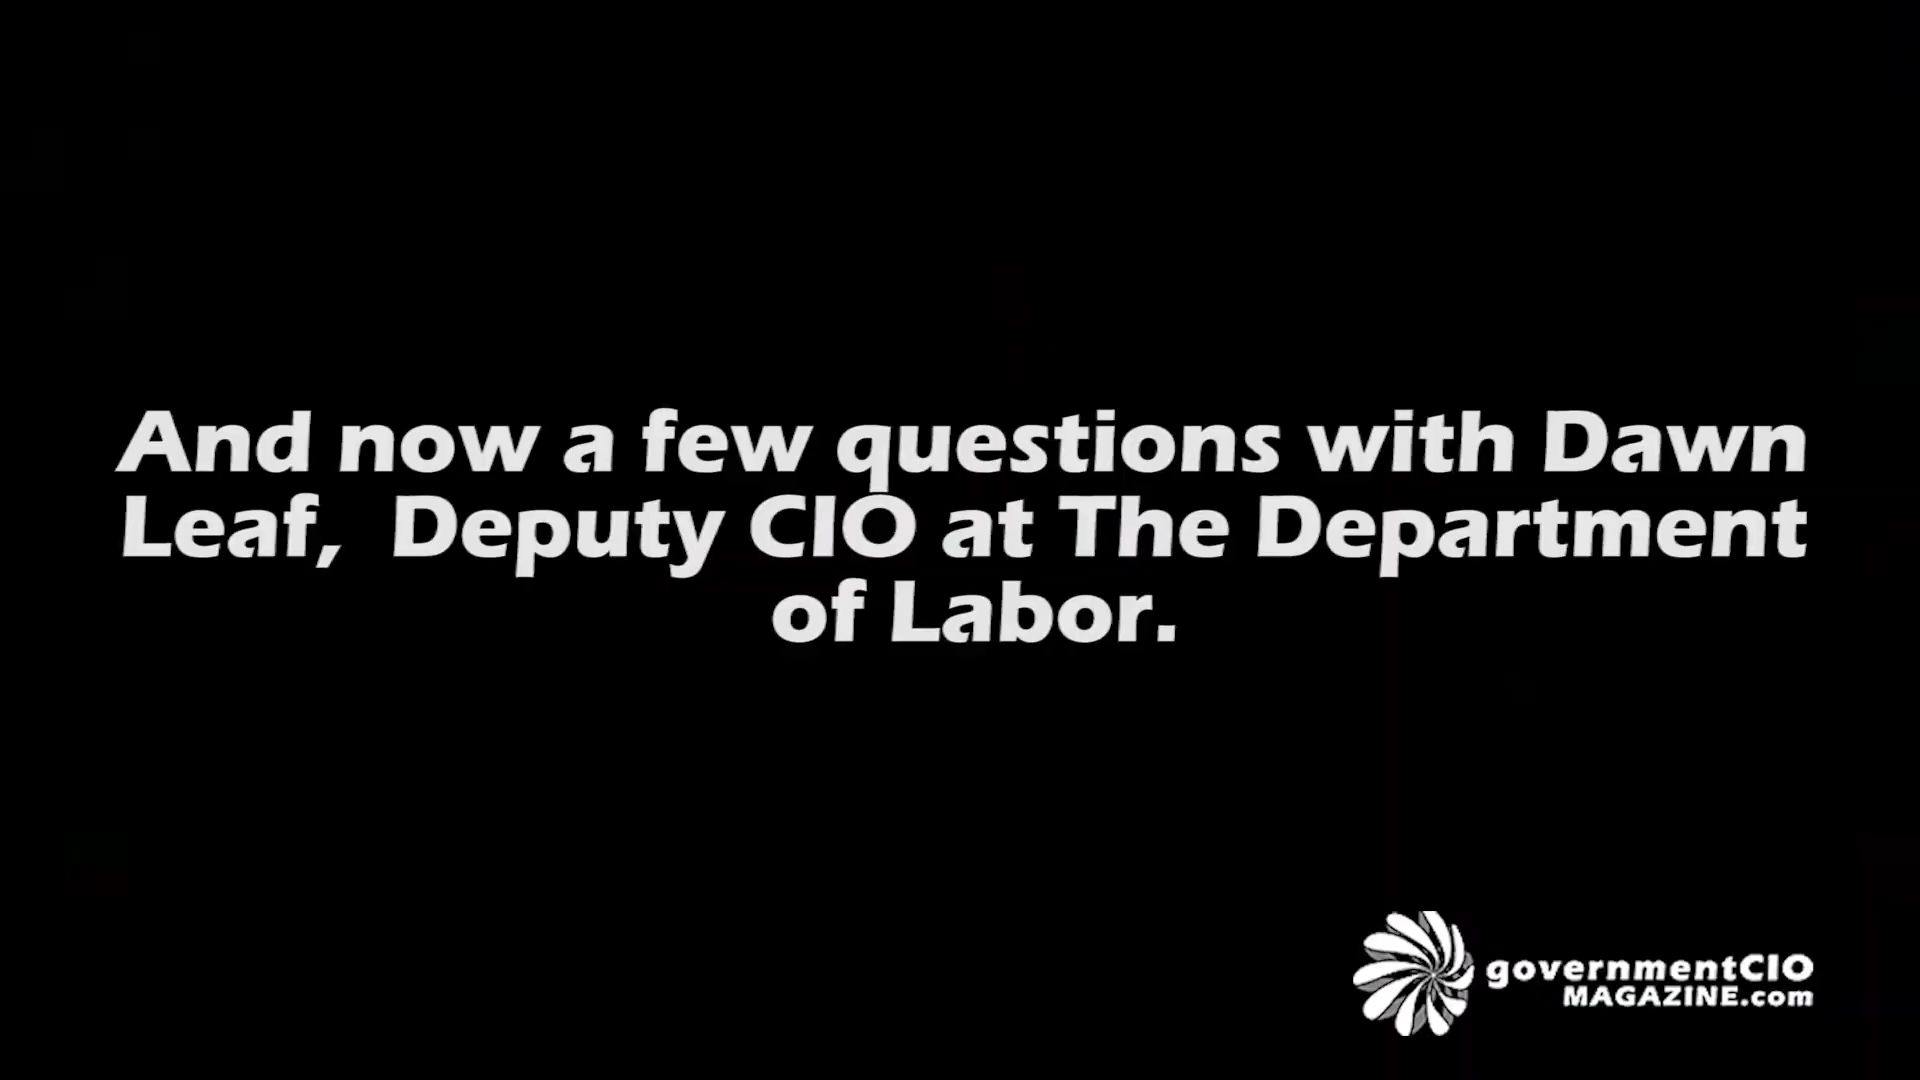 And now a few questions with Dawn
Leaf,  Deputy CIO at The Department
of Labor.
governmentCIO
MAGAZINE.com